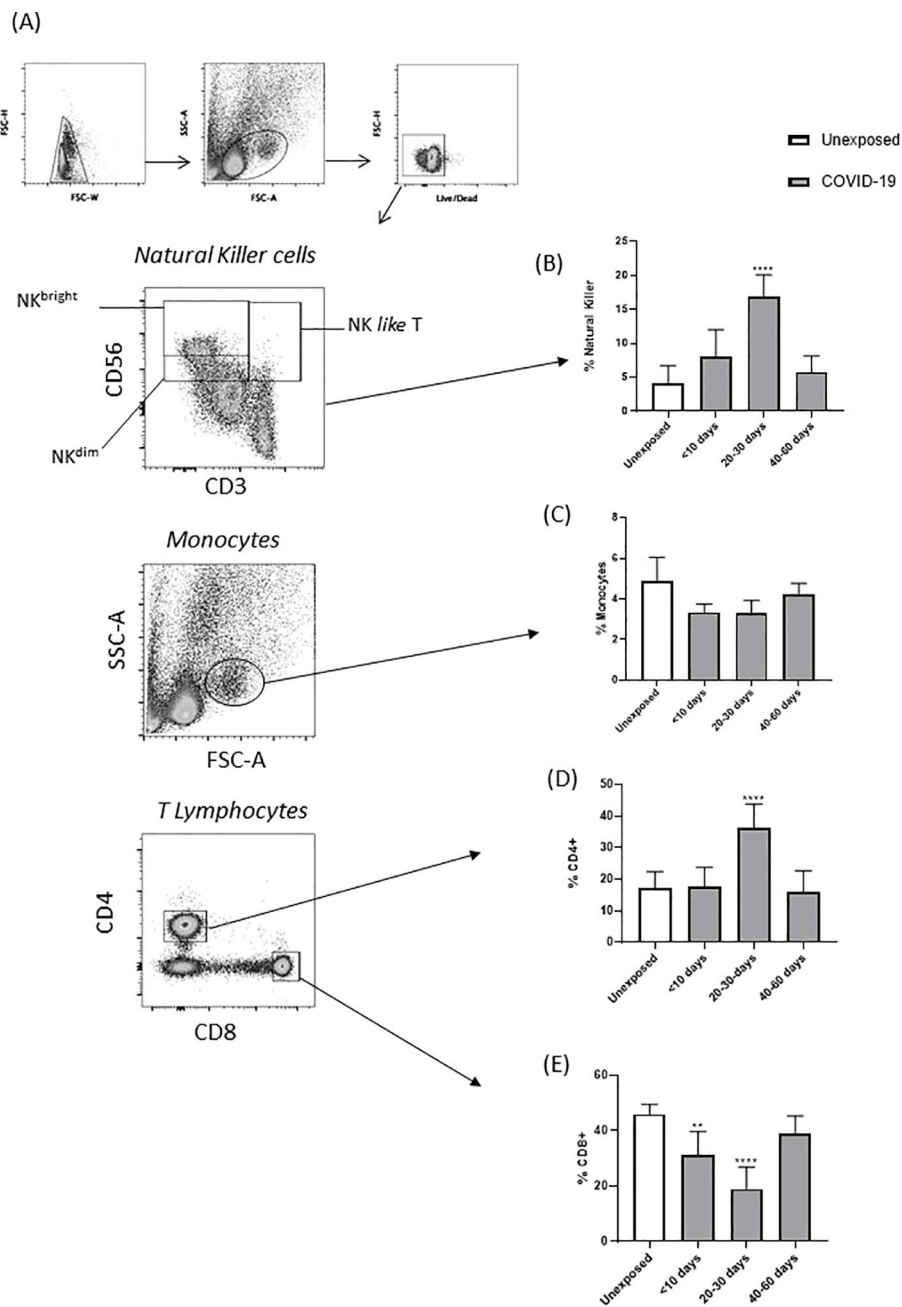 (A)
FSC-H
FSC-W
SSC-A
FSC-A
FSC-H
Live/Dead
Unexposed
COVID-19
Natural Killer cells
NKbright
NK like T
CD56
NKdim
CD3
(B)
% Natural Killer
25
20
15
10
5
0
****
Unexposed
<10 days
20-30 days
40-60 days
Monocytes
SSC-A
FSC-A
(C)
% Monocytes
8
6
4
2
0
Unexposed
<10 days
20-30 days
40-60 days
T Lymphocytes
CD4
CD8
(D)
% CD4+
50
40
30
20
10
0
****
Unexposed
<10 days
20-30-days
40-60 days
(E)
% CD8+
60
40
20
0
**
****
Unexposed
<10 days
20-30 days
40-60 days